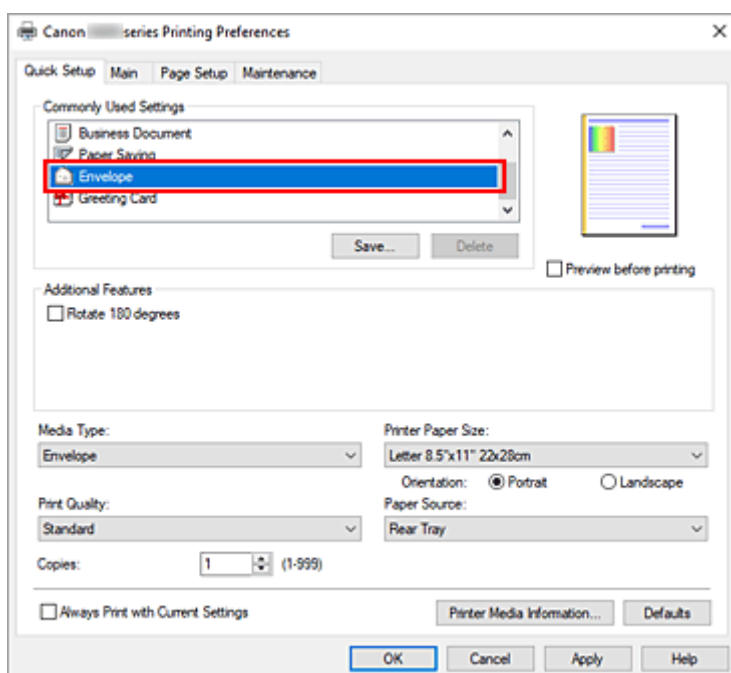 Canon series Printing Preferences
Quick Setup Main Page Setup Maintenance
Commonly Used Settings
Business Document
Paper Saving
Envelope
Greeting Card
Save... Delete
Preview before printing
Additional Features
Rotate 180 degrees
Media Type: Printer Paper Size:
Envelope Letter 8.5"x11" 22x28cm
Orientation: Portrait Landscape
Print Quality: Paper Source:
Standard Rear Tray
Copies: 1 (1-999)
Always Print with Current Settings Printer Media Information... Defaults
OK Cancel Apply Help